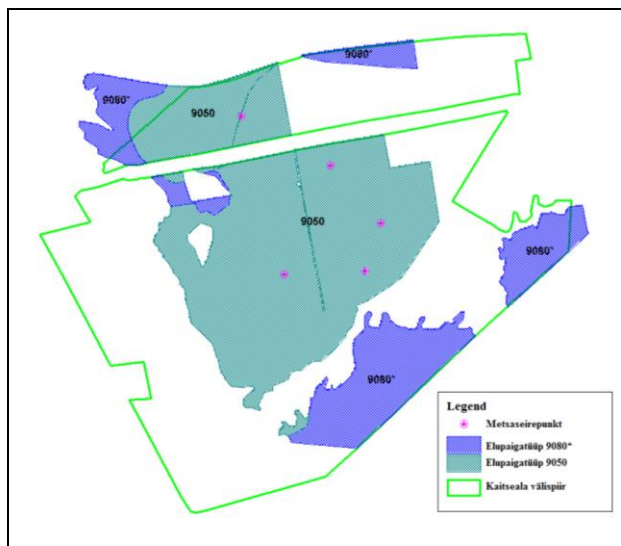 9080*
9080*
9050
9050
9080*
9080*
Legend
Metsaseirepunkt
Elupaigatüüp 9080*
Elupaigatüüp 9050
Kaitseala välispiir